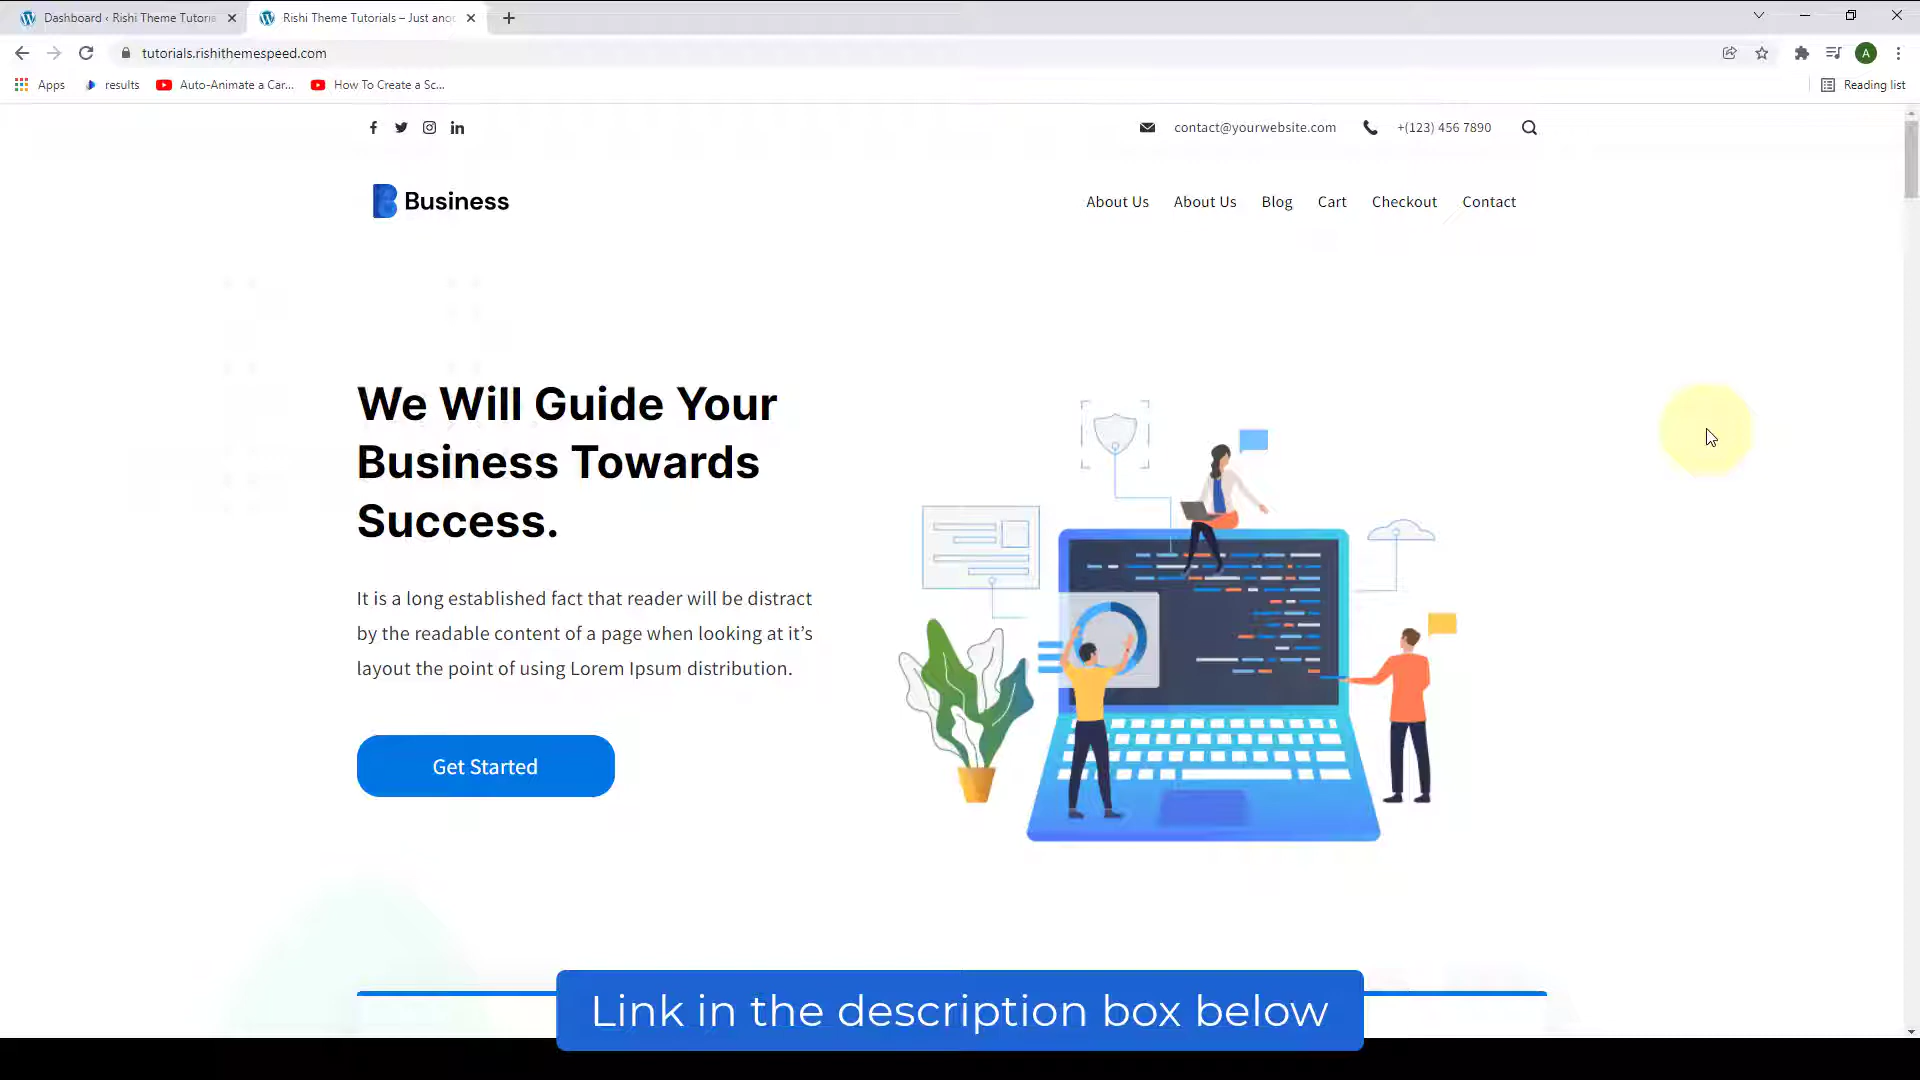 Dashboard ‹ Rishi Theme Tutoria
Rishi Theme Tutorials – Just ano
tutorials.rishithemespeed.com
A
Apps
results
Auto-Animate a Car...
How To Create a Sc...
Reading list
contact@yourwebsite.com
+(123) 456 7890
Business
About Us
About Us
Blog
Cart
Checkout
Contact
We Will Guide Your
Business Towards
Success.
It is a long established fact that reader will be distract
by the readable content of a page when looking at it’s
layout the point of using Lorem Ipsum distribution.
Get Started
Link in the description box below